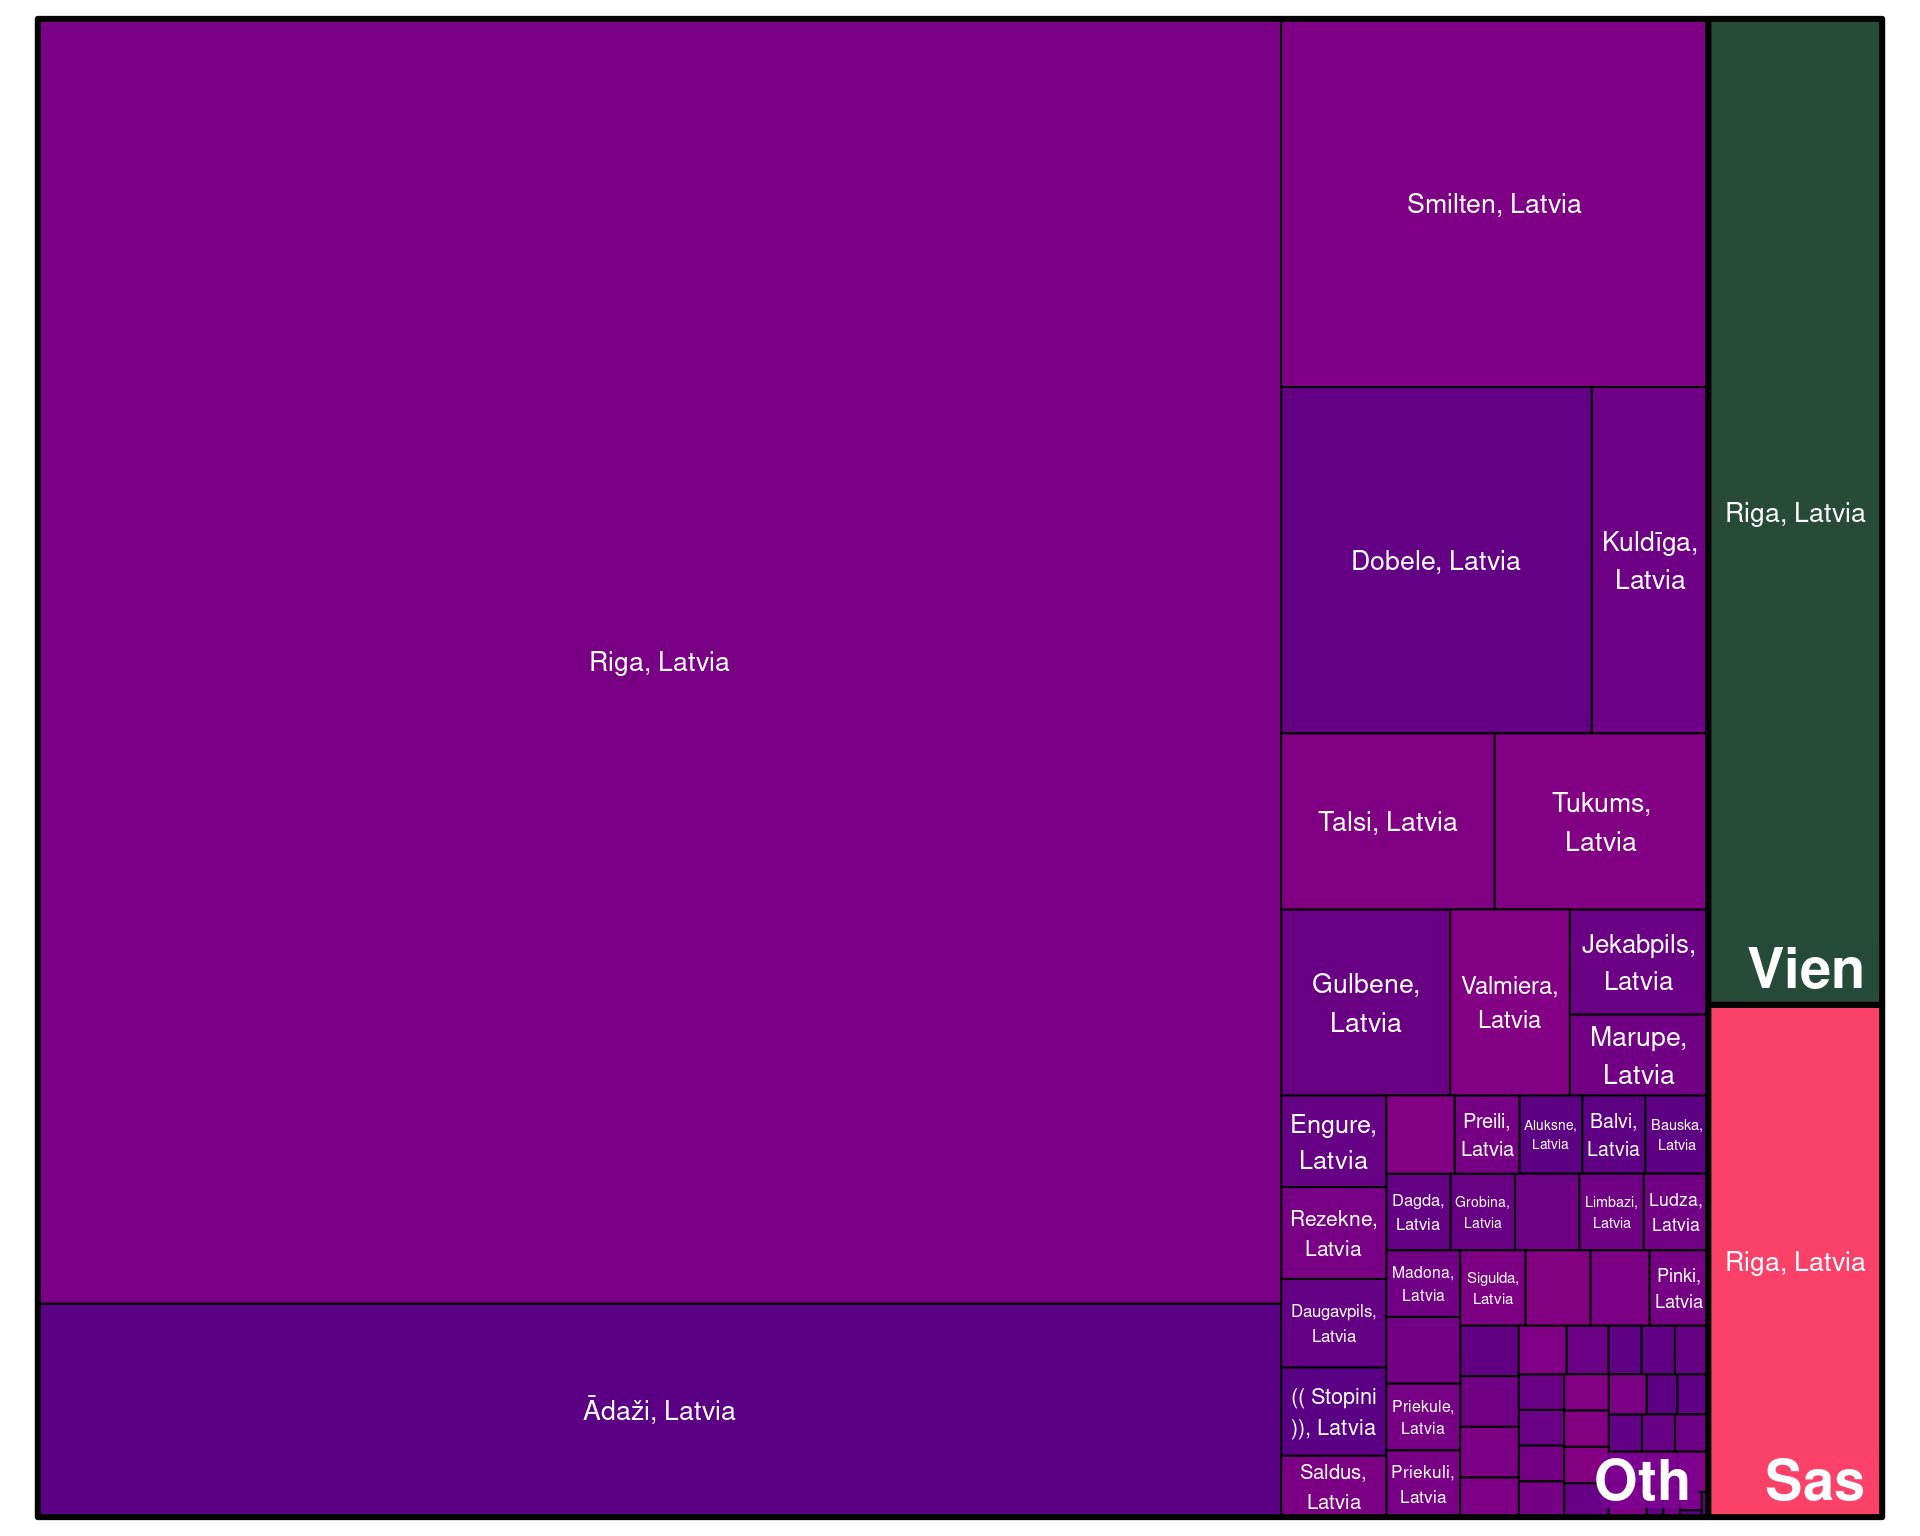 Riga, Latvia
Ādaži, Latvia
Smilten, Latvia
Dobele, Latvia
Kuldīga,
Latvia
Talsi, Latvia
Tukums,
Latvia
Gulbene,
Latvia
Valmiera,
Latvia
Jekabpils,
Latvia
Marupe,
Latvia
Engure,
Latvia
Rezekne,
Latvia
Daugavpils,
Latvia
(( Stopini
)), Latvia
Saldus,
Latvia
Preili,
Latvia
Aluksne,
Latvia
Balvi,
Latvia
Bauska,
Latvia
Dagda,
Latvia
Grobina,
Latvia
Limbazi,
Latvia
Ludza,
Latvia
Madona,
Latvia
Sigulda,
Latvia
Pinki,
Latvia
Priekule,
Latvia
Priekuli,
Latvia
Oth
Riga, Latvia
Vien
Riga, Latvia
Sas